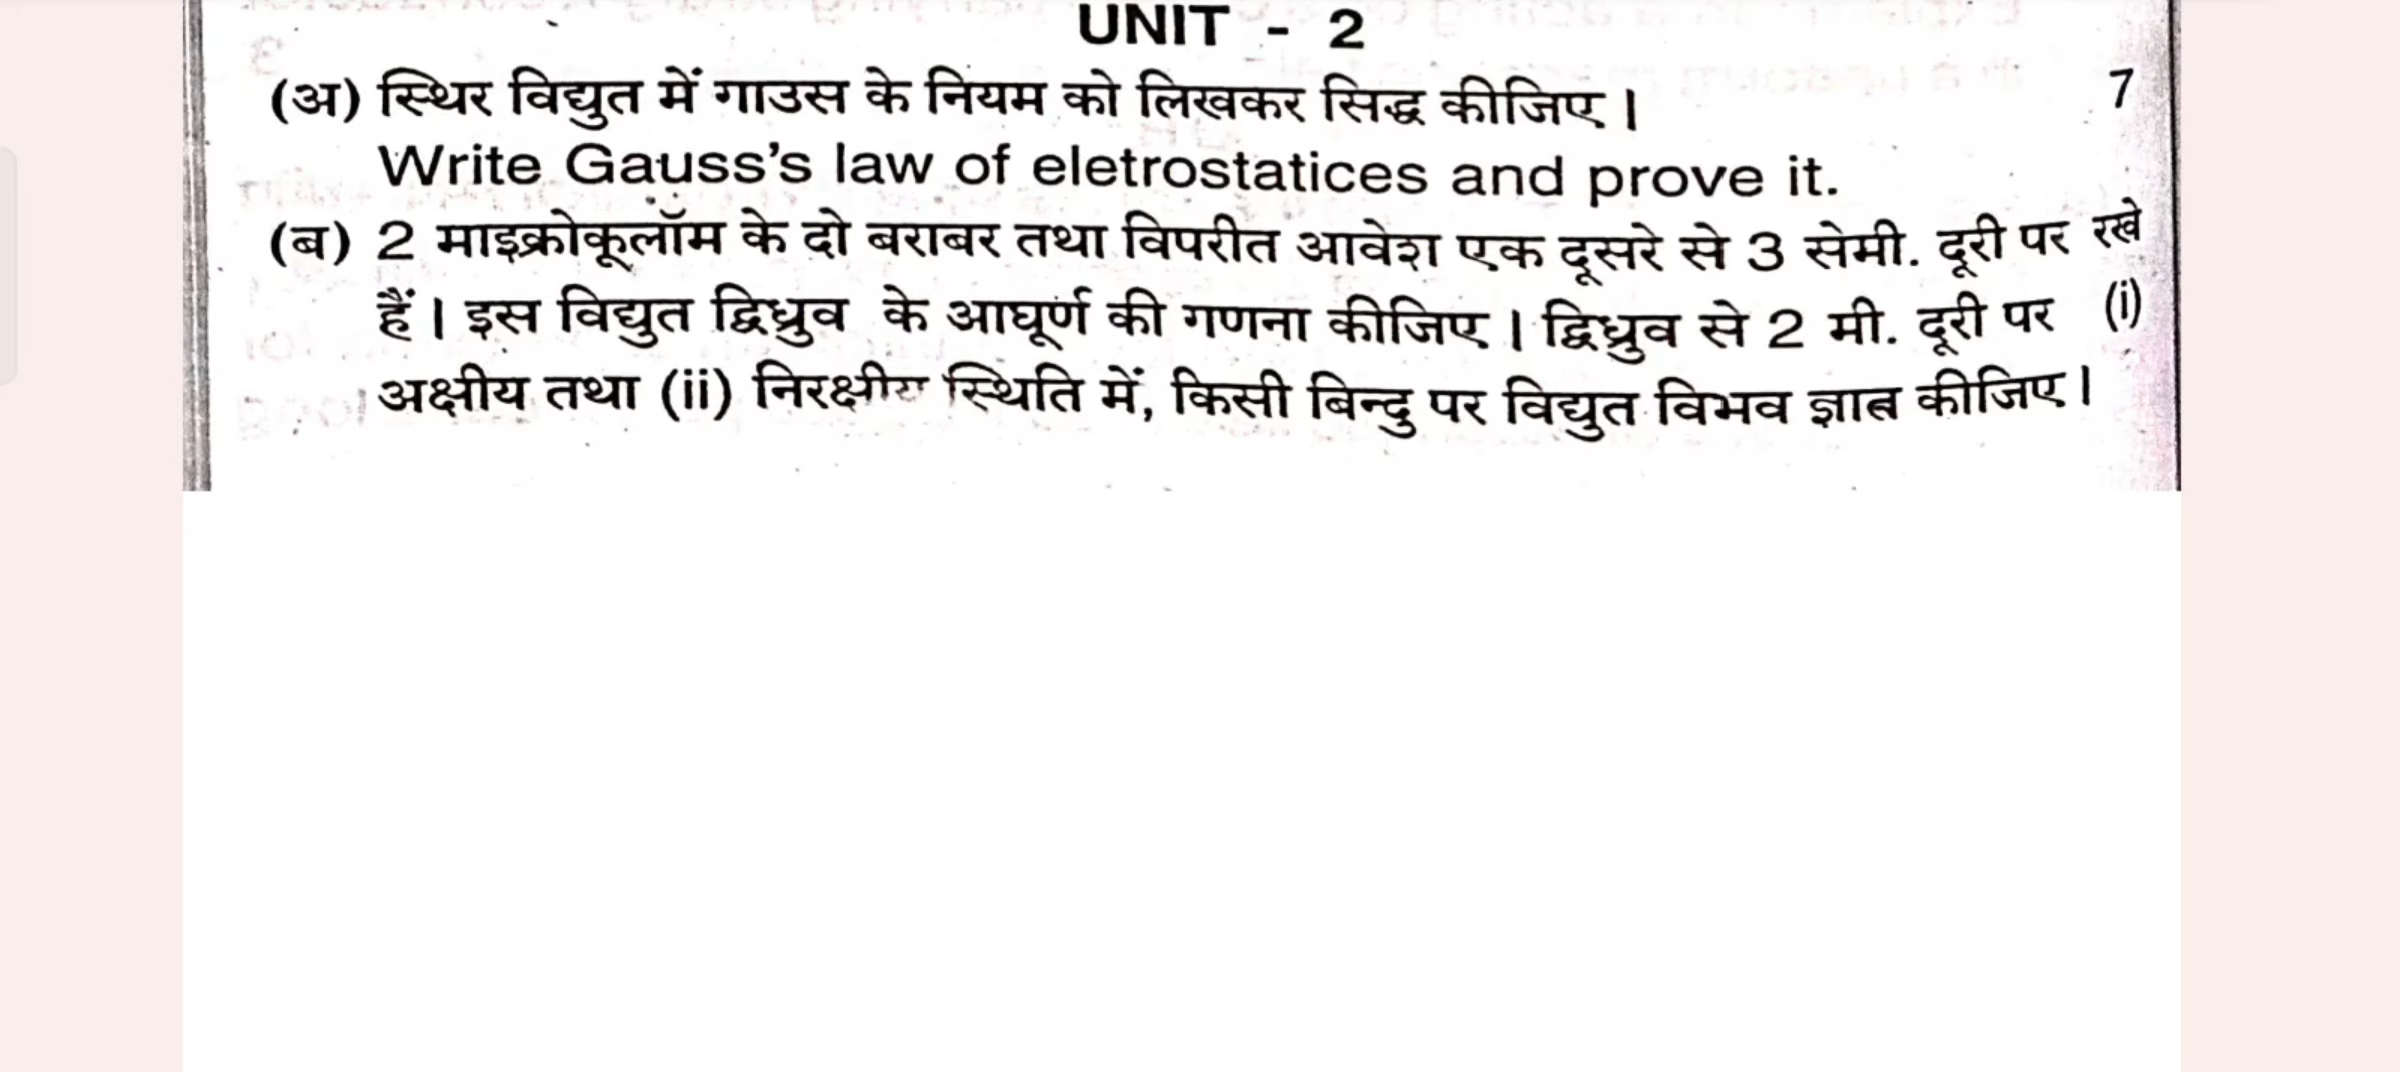 UNIT - 2
(अ) स्थिर विद्युत में गाउस के नियम को लिखकर सिद्ध कीजिए। 7
Write Gauss's law of eletrostatices and prove it.
(ब) 2 माइक्रोकूलॉम के दो बराबर तथा विपरीत आवेश एक दूसरे से 3 सेमी. दूरी पर रखे
हैं। इस विद्युत द्विध्रुव के आघूर्ण की गणना कीजिए। द्विध्रुव से 2 मी. दूरी पर (i)
अक्षीय तथा (ii) निरक्षीय स्थिति में, किसी बिन्दु पर विद्युत विभव ज्ञात कीजिए।